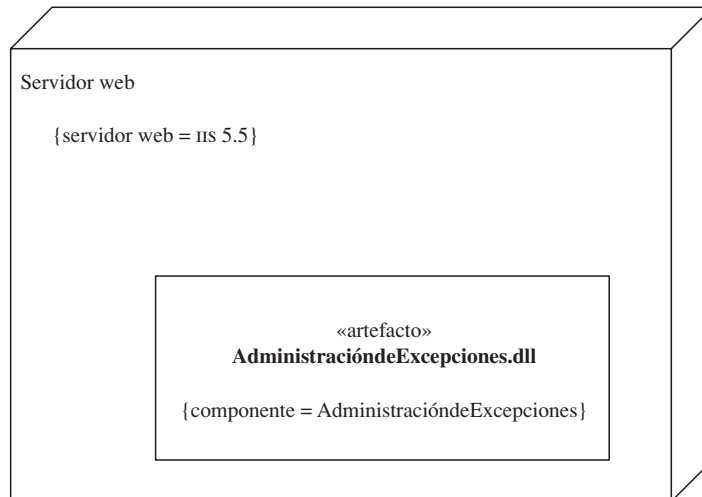 Servidor web
{servidor web = IIS 5.5}
«artefacto»
AdministracióndeExcepciones.dll
{componente = AdministracióndeExcepciones}